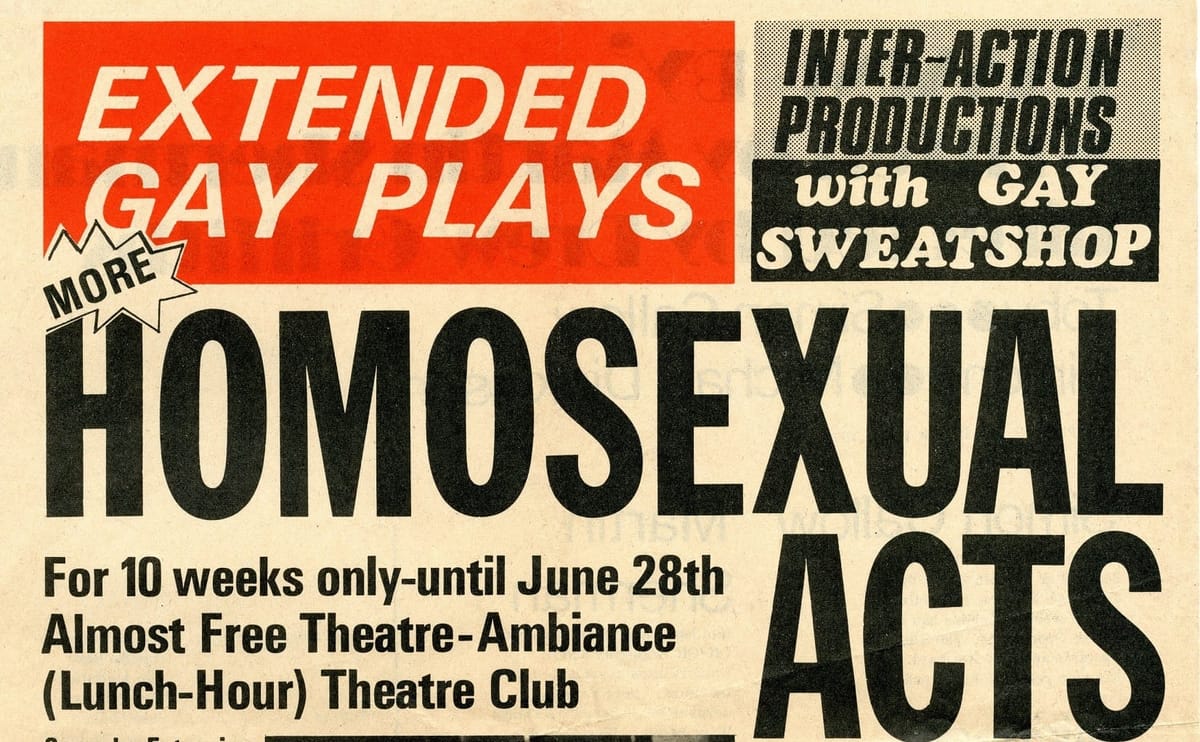 EXTENDED
GAY PLAYS
INTER-ACTION
PRODUCTIONS
with GAY
SWEATSHOP
MORE
HOMOSEXUAL
ACTS
For 10 weeks only-until June 28th
Almost Free Theatre-Ambiance
(Lunch-Hour) Theatre Club